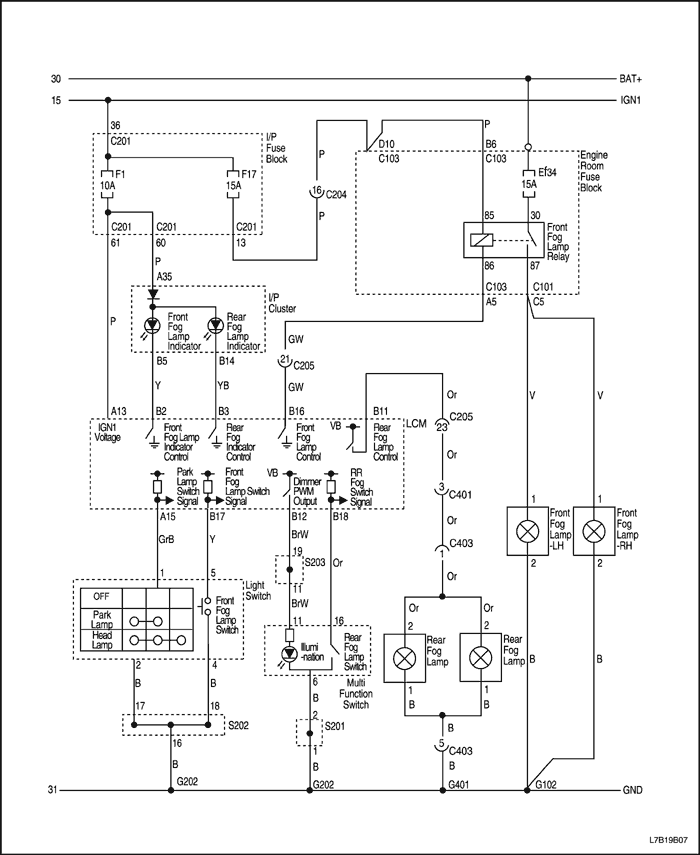 30 BAT+
15 IGN1
36
C201
I/P
Fuse
Block
F1
10A
F17
15A
C201 C201 C201
61 60 13
P
16 C204
P
P
D10
C103
B6
C103
Engine
Room
Fuse
Block
Ef34
15A
85 30
Front
Fog
Lamp
Relay
86 87
C103 C101
A5 C5
P
A35
I/P
Cluster
Front
Fog
Lamp
Indicator
Rear
Fog
Lamp
Indicator
B5 B14
P
Y YB
GW
21 C205
GW
A13 B2 B3 B16 B11
IGN1
Voltage
Front
Fog Lamp
Indicator
Control
Rear
Fog
Indicator
Control
Front
Fog
Lamp
Control
VB
Rear
Fog
Lamp
Control
LCM
Park
Lamp
Switch
Signal
Front
Fog
Lamp Switch
Signal
VB
Dimmer
PWM
Output
RR
Fog
Switch
Signal
A15 B17 B12 B18
GrB Y BrW Or
Or
C205
23
Or
3
C401
Or
C403
1
Or
V V
1 1
Front
Fog
Lamp
-LH
Front
Fog
Lamp
-RH
2 2
B B
19
S203
11
BrW
1 5
Light
Switch
OFF
Park
Lamp
Head
Lamp
Front
Fog
Lamp
Switch
2 4
B B
17 18
S202
16
B
G202
11 16
Illumi
-nation
Rear
Fog
Lamp
Switch
Multi
Function
Switch
6
B
2
S201
1
B
G202
Or Or
2 2
Rear
Fog
Lamp
Rear
Fog
Lamp
1 1
B B
B
5
C403
B
G401
G102
31 GND
L7B19B07